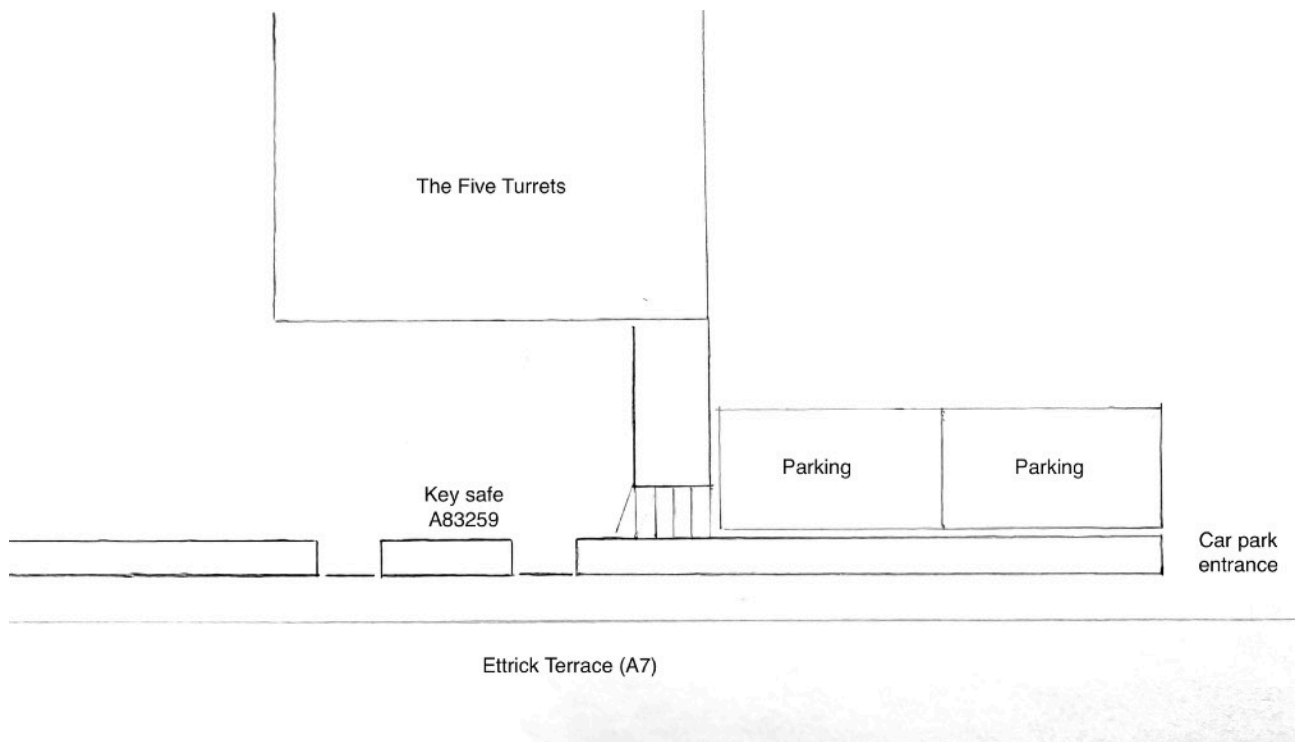 The Five Turrets
Parking
Parking
Key safe
A83259
Car park
entrance
Ettrick Terrace (A7)